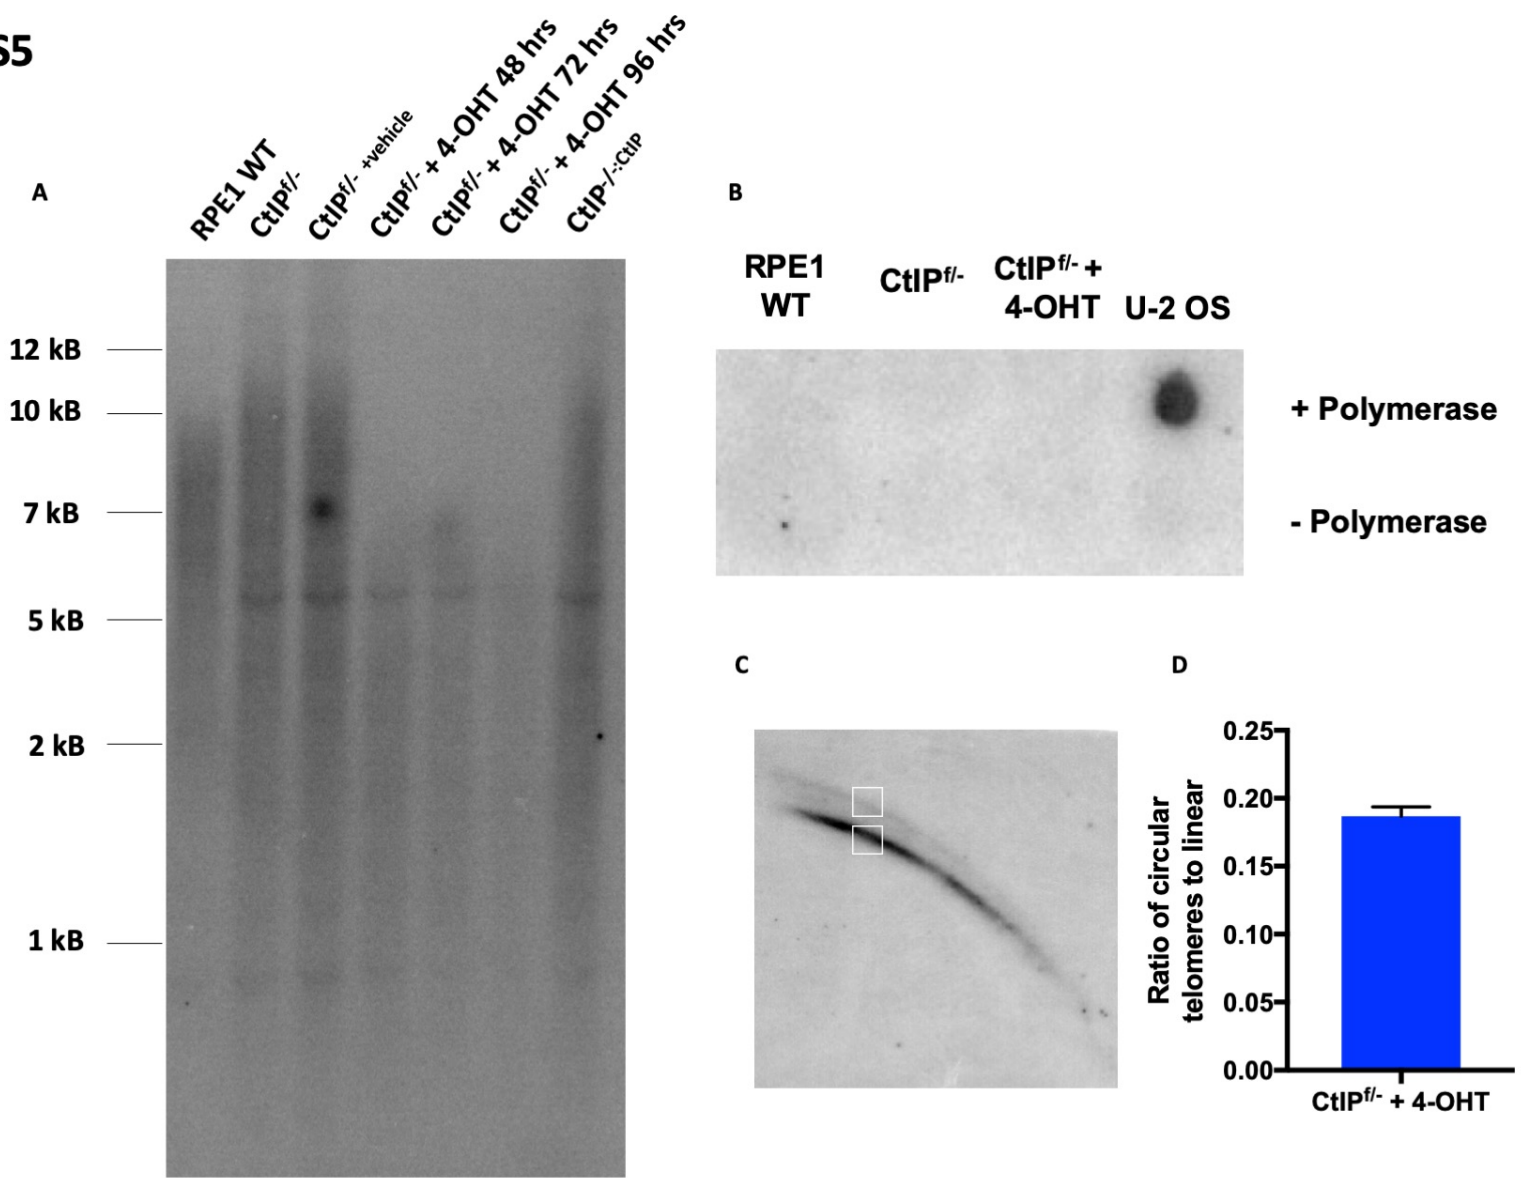 S5
A
RPE1 WT
CtIPf/-
CtIPf/- +vehicle
CtIPf/- + 4-OHT 48 hrs
CtIPf/- + 4-OHT 72 hrs
CtIPf/- + 4-OHT 96 hrs
CtIP-/-:CtIP
12 kB
10 kB
7 kB
5 kB
2 kB
1 kB
B
RPE1
WT
CtIPf/-
CtIPf/- +
4-OHT
U-2 OS
+ Polymerase
- Polymerase
C
D
Ratio of circular
telomeres to linear
0.25
0.20
0.15
0.10
0.05
0.00
CtIPf/- + 4-OHT